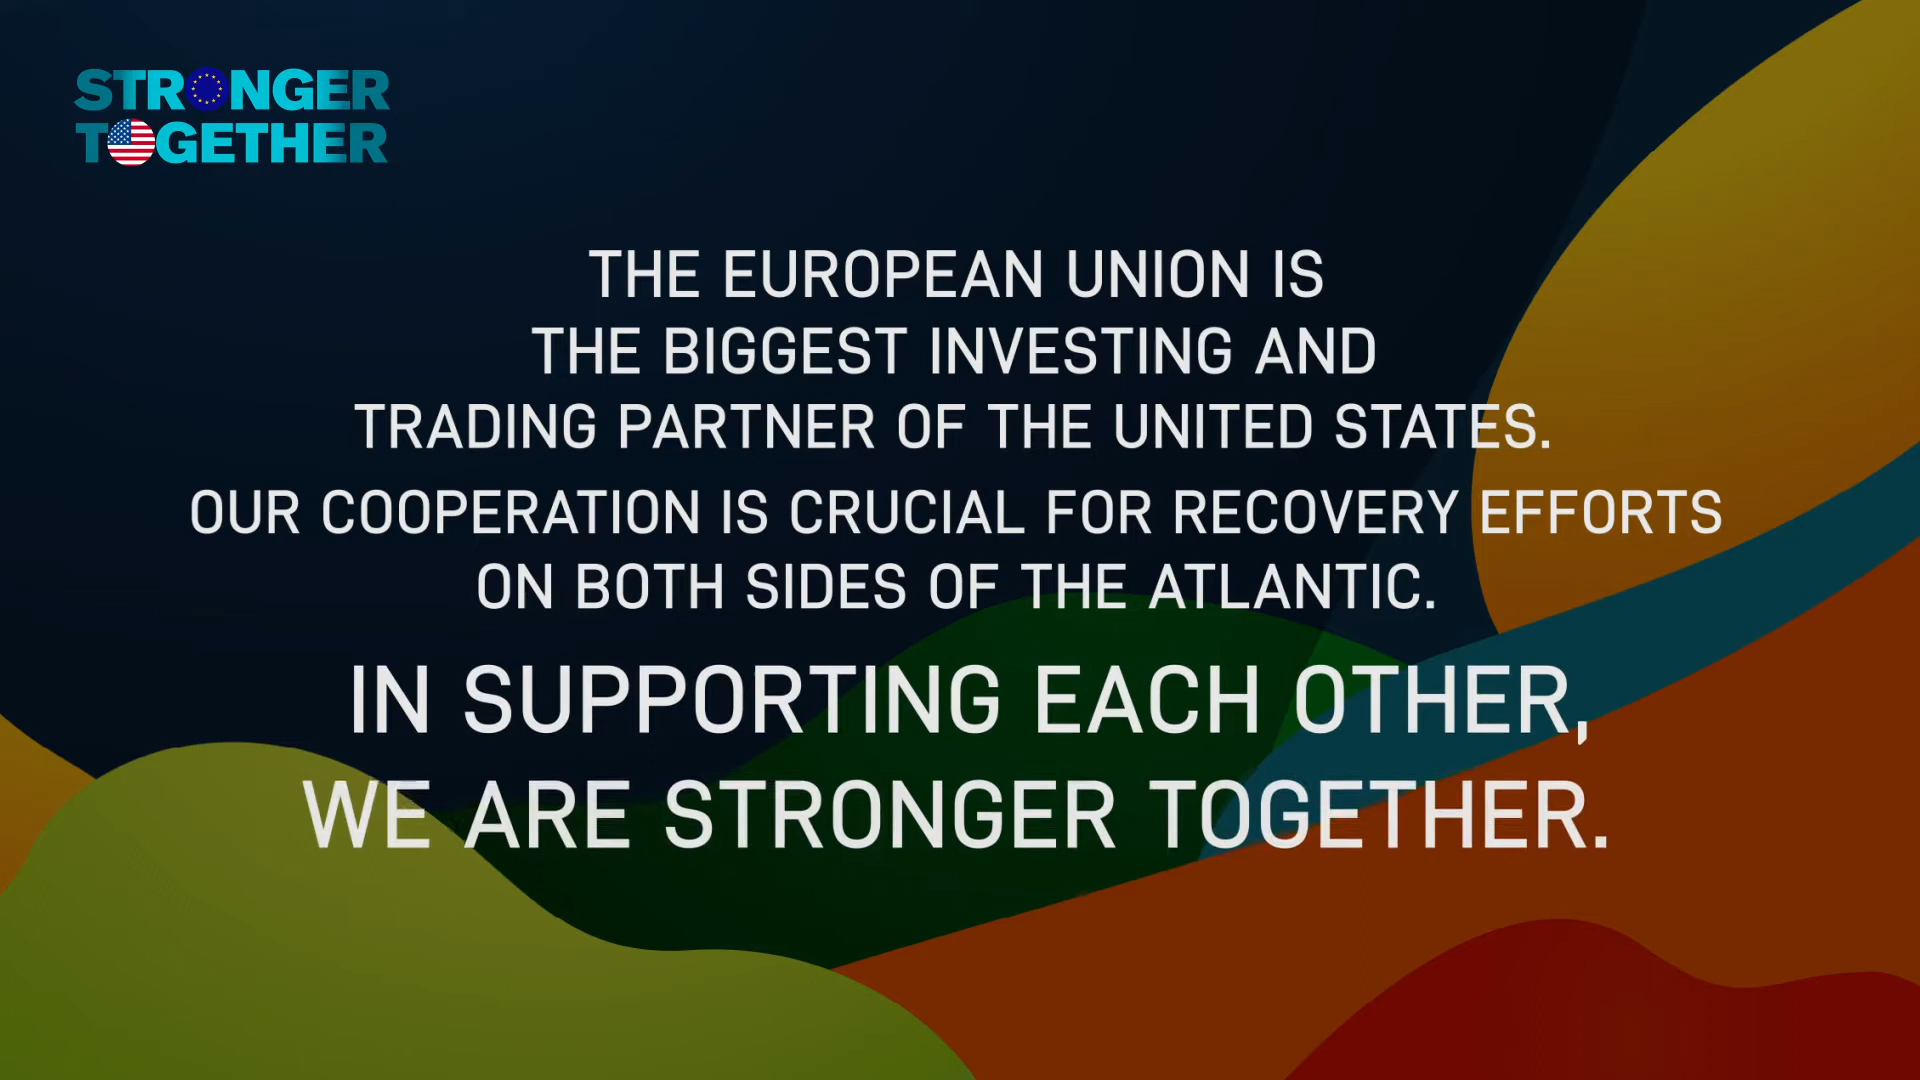 STRONGER
TOGETHER
THE EUROPEAN UNION IS
THE BIGGEST INVESTING AND
TRADING PARTNER OF THE UNITED STATES.
OUR COOPERATION IS CRUCIAL FOR RECOVERY EFFORTS
ON BOTH SIDES OF THE ATLANTIC.
IN SUPPORTING EACH OTHER,
WE ARE STRONGER TOGETHER.